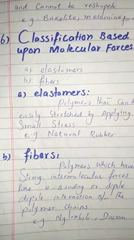 and cannot be reshaped
e.g. Bakelite, melamine
6) Classification Based
upon Molecular Forces
a) elastomers
b) fibers
a) elastomers:
Polymers that can
easily stretched by applying
Small Stress
e.g Natural Rubber
b) fibers:
Polymers which have
Strong intermolecular forces
like H-bonding or dipole
dipole interaction b/w the
polymer chains
e.g Nylon 6,6, Dacron